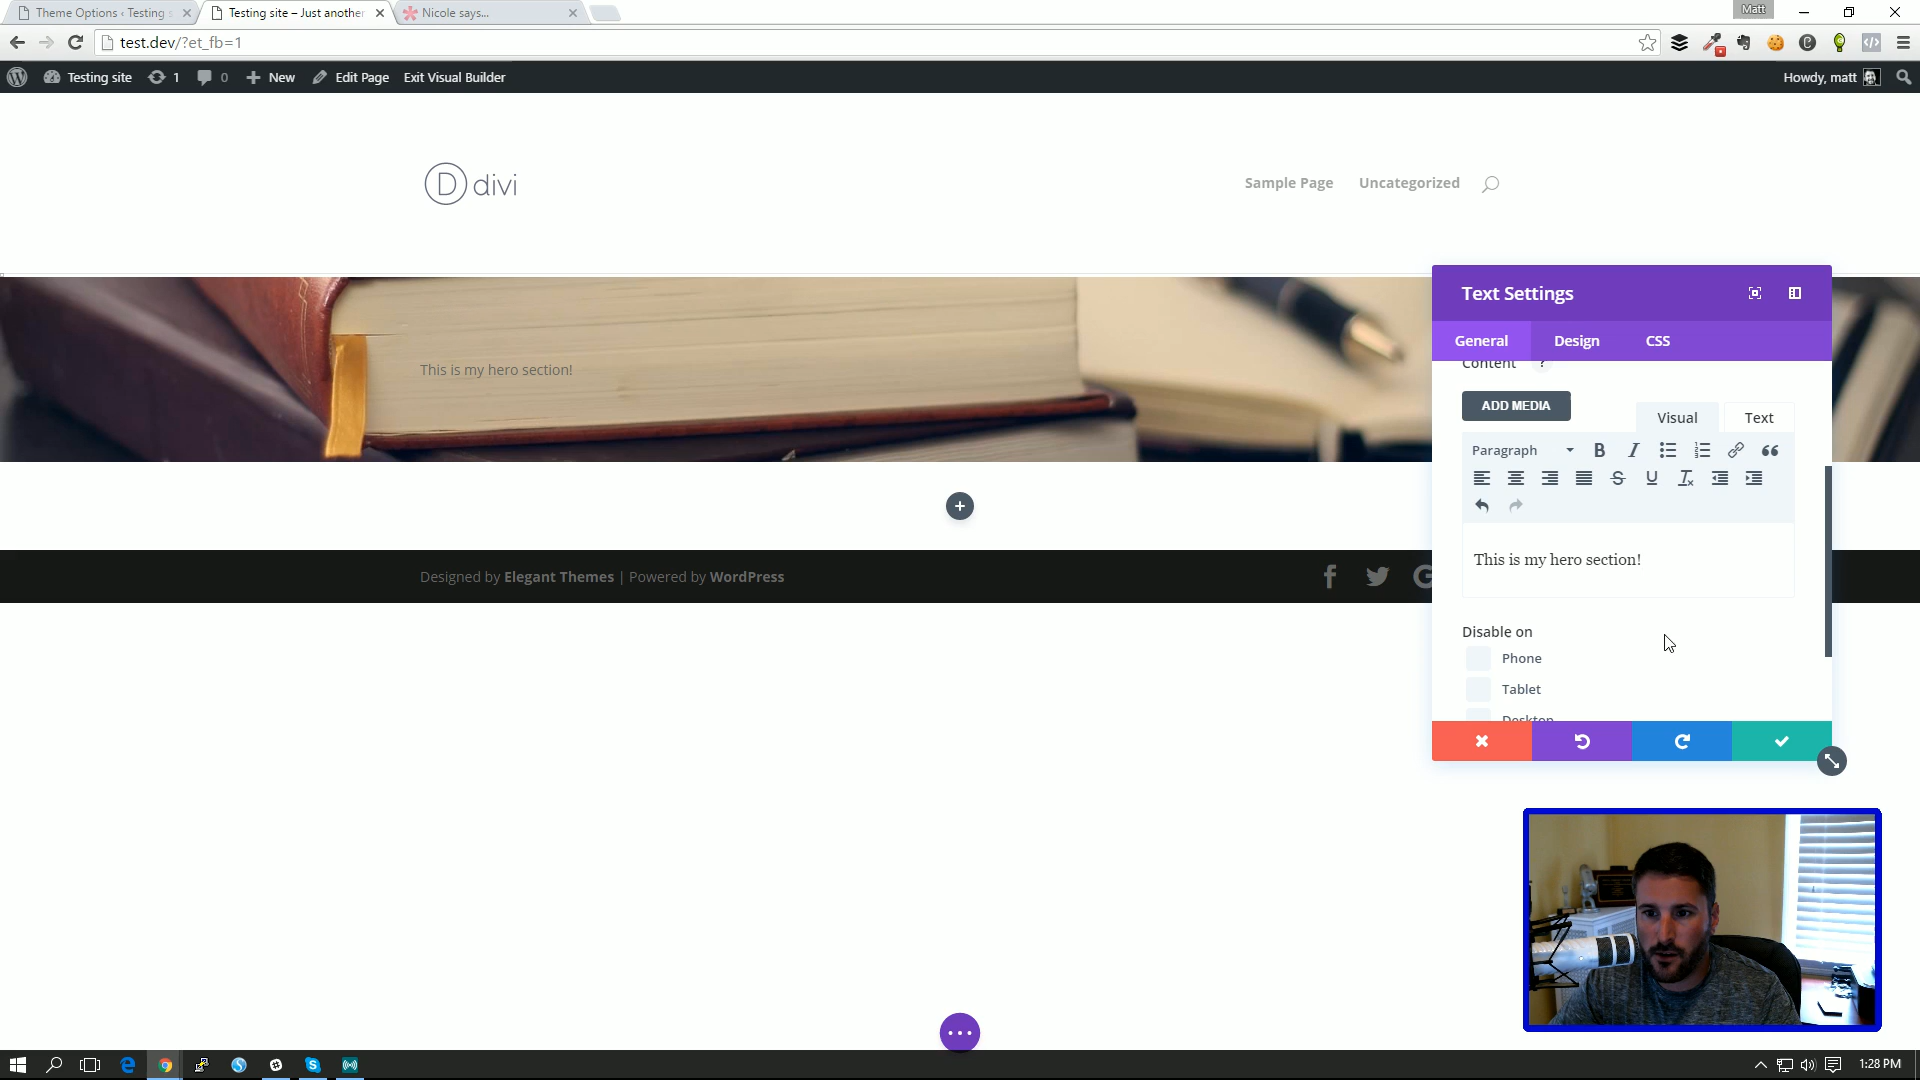 Theme Options ‹ Testing s
Testing site – Just another
Nicole says...
Matt
test.dev/?et_fb=1
Testing site
1
0
New
Edit Page
Exit Visual Builder
Howdy, matt
D divi
Sample Page
Uncategorized
This is my hero section!
Text Settings
General
Design
CSS
Content ?
ADD MEDIA
Visual
Text
Paragraph
This is my hero section!
Disable on
Phone
Tablet
Desktop
Designed by Elegant Themes | Powered by WordPress
1:28 PM